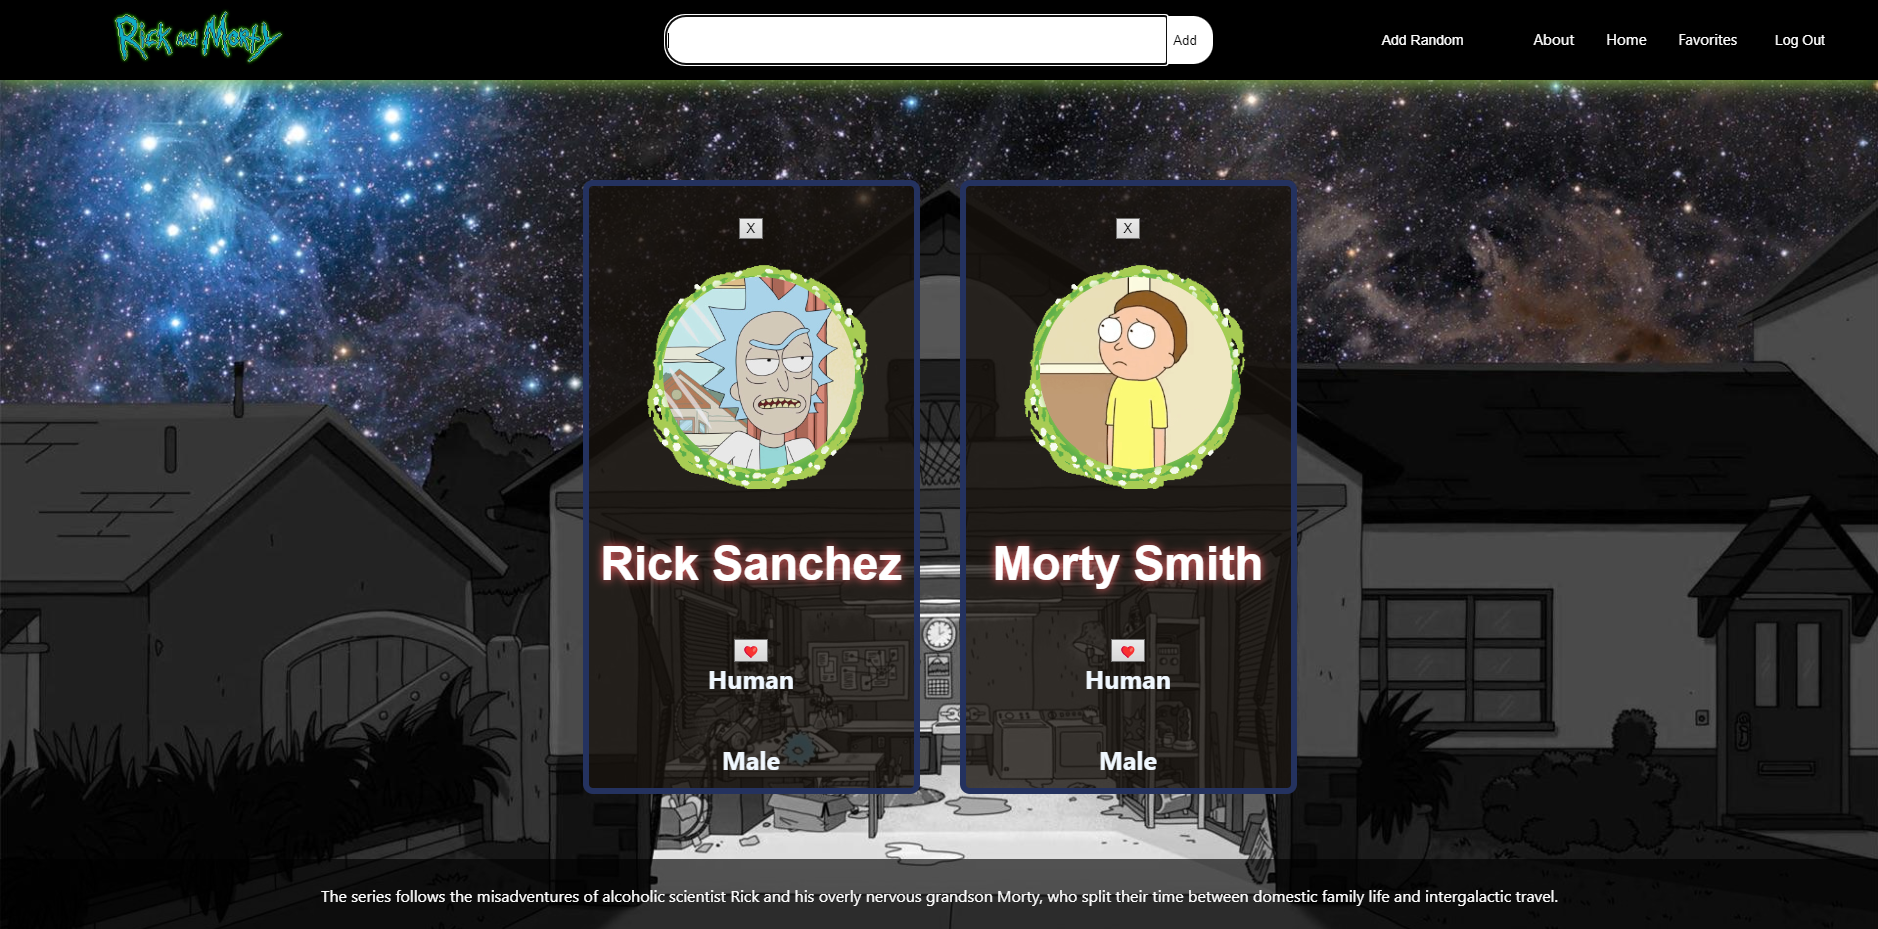 Rick and Morty
Add
Add Random
About
Home
Favorites
Log Out
X
X
Rick Sanchez
Morty Smith
Human
Human
Male
Male
The series follows the misadventures of alcoholic scientist Rick and his overly nervous grandson Morty, who split their time between domestic family life and intergalactic travel.